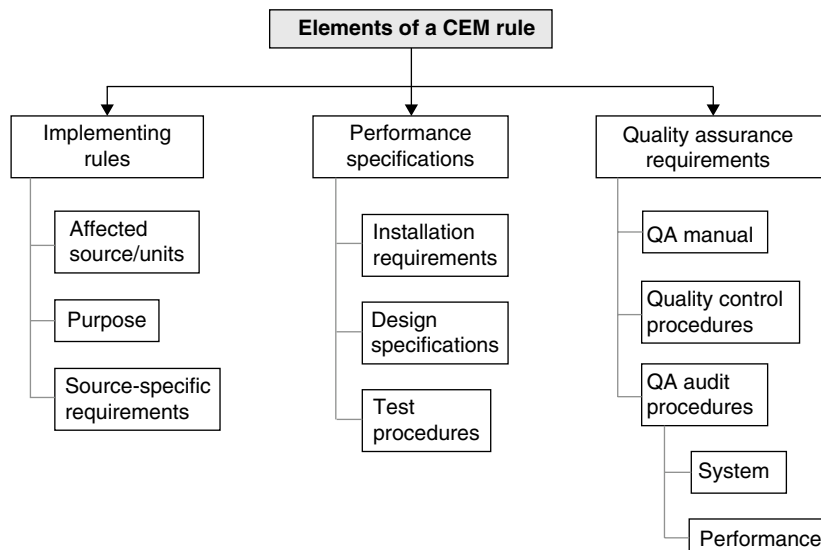 Elements of a CEM rule
Implementing
rules
Affected
source/units
Purpose
Source-specific
requirements
Performance
specifications
Installation
requirements
Design
specifications
Test
procedures
Quality assurance
requirements
QA manual
Quality control
procedures
QA audit
procedures
System
Performance